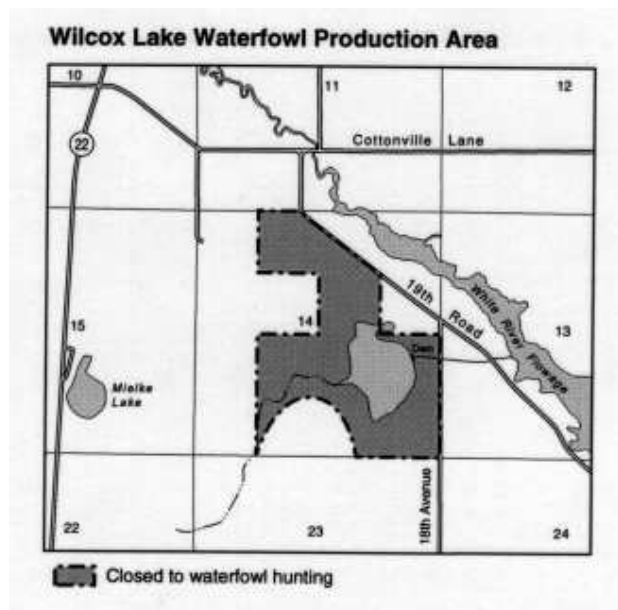 Wilcox Lake Waterfowl Production Area
10
11
12
22
Cottonville Lane
19th Road
White River Flowage
15
14
13
Dam
Mielke
Lake
18th Avenue
22
23
24
Closed to waterfowl hunting